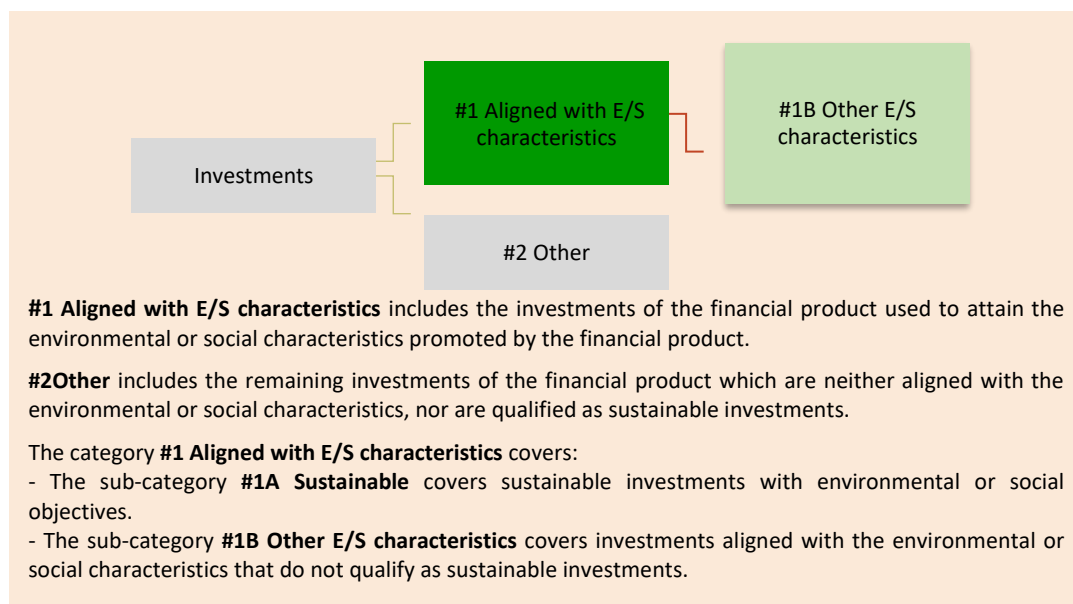 #1 Aligned with E/S
characteristics
#1B Other E/S
characteristics
Investments
#2 Other
#1 Aligned with E/S characteristics includes the investments of the financial product used to attain the
environmental or social characteristics promoted by the financial product.
#2Other includes the remaining investments of the financial product which are neither aligned with the
environmental or social characteristics, nor are qualified as sustainable investments.
The category #1 Aligned with E/S characteristics covers:
- The sub-category #1A Sustainable covers sustainable investments with environmental or social
objectives.
- The sub-category #1B Other E/S characteristics covers investments aligned with the environmental or
social characteristics that do not qualify as sustainable investments.